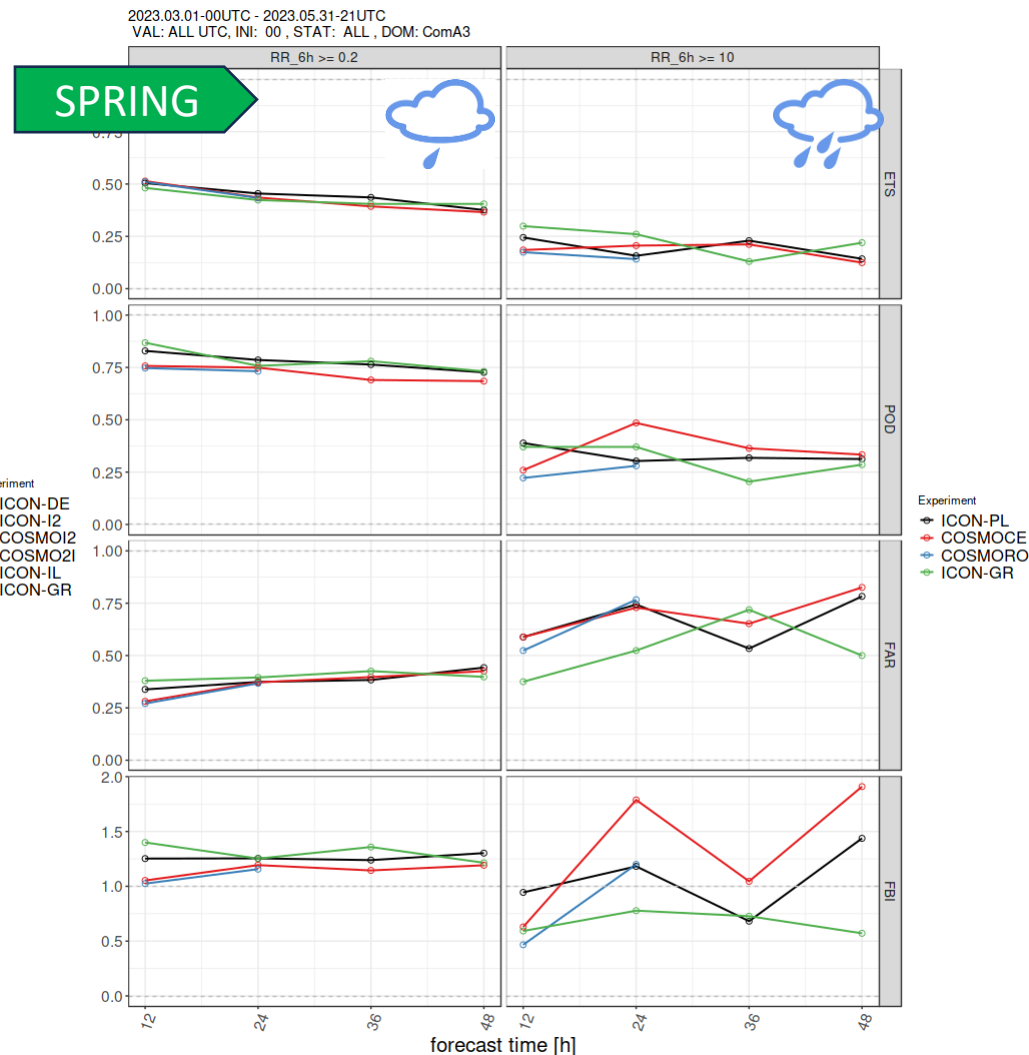 2023.03.01-00UTC - 2023.05.31-21UTC
VAL: ALL UTC, INI: 00 , STAT: ALL , DOM: ComA3
RR_6h >= 0.2
RR_6h >= 10
SPRING
0.75
0.50
0.25
0.00
ETS
1.00
0.75
0.50
0.25
0.00
POD
1.00
0.75
0.50
0.25
0.00
FAR
2.0
1.5
1.0
0.5
0.0
FBI
12
24
36
48
12
24
36
48
forecast time [h]
eriment
ICON-DE
ICON-I2
COSMOI2
COSMO2I
ICON-IL
ICON-GR
Experiment
ICON-PL
COSMOCE
COSMORO
ICON-GR